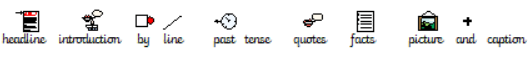 headline introduction by line past tense quotes facts picture and caption